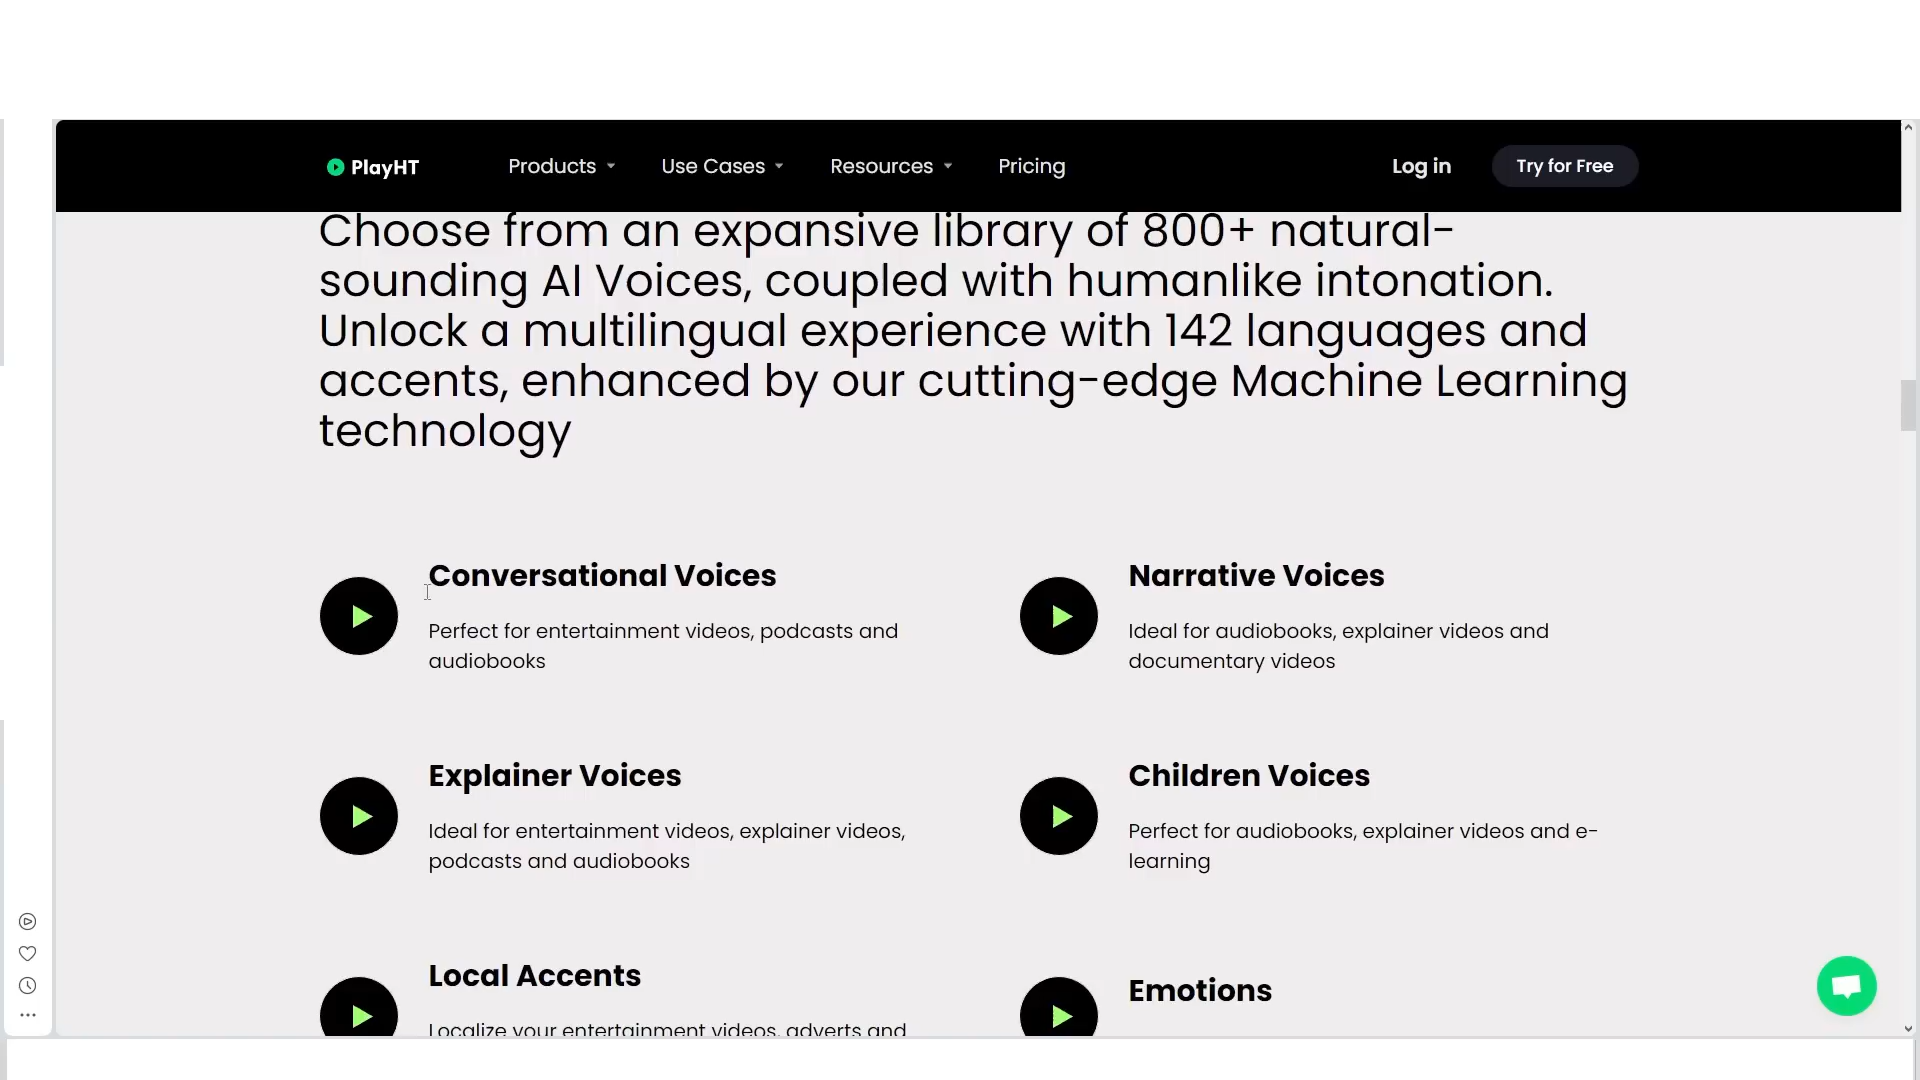 PlayHT Products Use Cases Resources Pricing Log in Try for Free
Choose from an expansive library of 800+ natural-
sounding AI Voices, coupled with humanlike intonation.
Unlock a multilingual experience with 142 languages and
accents, enhanced by our cutting-edge Machine Learning
technology
Conversational Voices
Perfect for entertainment videos, podcasts and
audiobooks
Narrative Voices
Ideal for audiobooks, explainer videos and
documentary videos
Explainer Voices
Ideal for entertainment videos, explainer videos,
podcasts and audiobooks
Children Voices
Perfect for audiobooks, explainer videos and e-
learning
Local Accents
Localize your entertainment videos, adverts and
Emotions